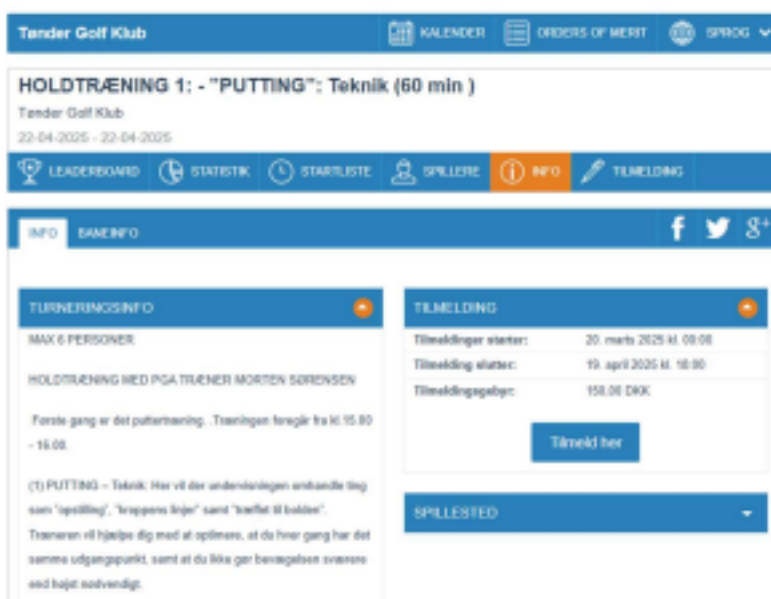 Tønder Golf Klub
KALENDER
ORDERS OF MERIT
SPROG
HOLDTRÆNING 1: - "PUTTING": Teknik (60 min )
Tønder Golf Klub
22-04-2025 - 22-04-2025
LEADERBOARD
STATISTIK
STARTLISTE
SPILLERE
INFO
TILMELDING
INFO
BANEINFO
f
g+
TURNERINGSINFO
MAX 6 PERSONER
HOLDTRÆNING MED PGA TRÆNER MORTEN SØRENSEN
Første gang er det puttertræning. .Træningen foregår fra kl.15.00
- 16.00.
(1) PUTTING – Teknik: Her vil der undervisningen omhandle ting
som "opstilling", "kroppens linjer" samt "træffet til bolden".
Træneren vil hjælpe dig med at optimere, at du hver gang har det
samme udgangspunkt, samt at du ikke gør bevægelsen sværere
end højst nødvendigt.
TILMELDING
Tilmeldinger starter: 20. marts 2025 kl. 09:00
Tilmelding slutter: 19. april 2025 kl. 18:00
Tilmeldingsgebyr: 150,00 DKK
Tilmeld her
SPILLESTED